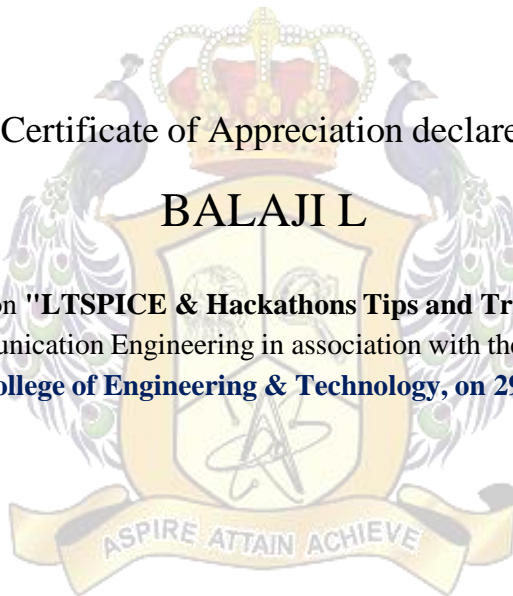 Certificate of Appreciation declare
BALAJI L
on "LTSPICE & Hackathons Tips and Tr
unication Engineering in association with the
ollege of Engineering & Technology, on 29
ASPIRE ATTAIN ACHIEVE